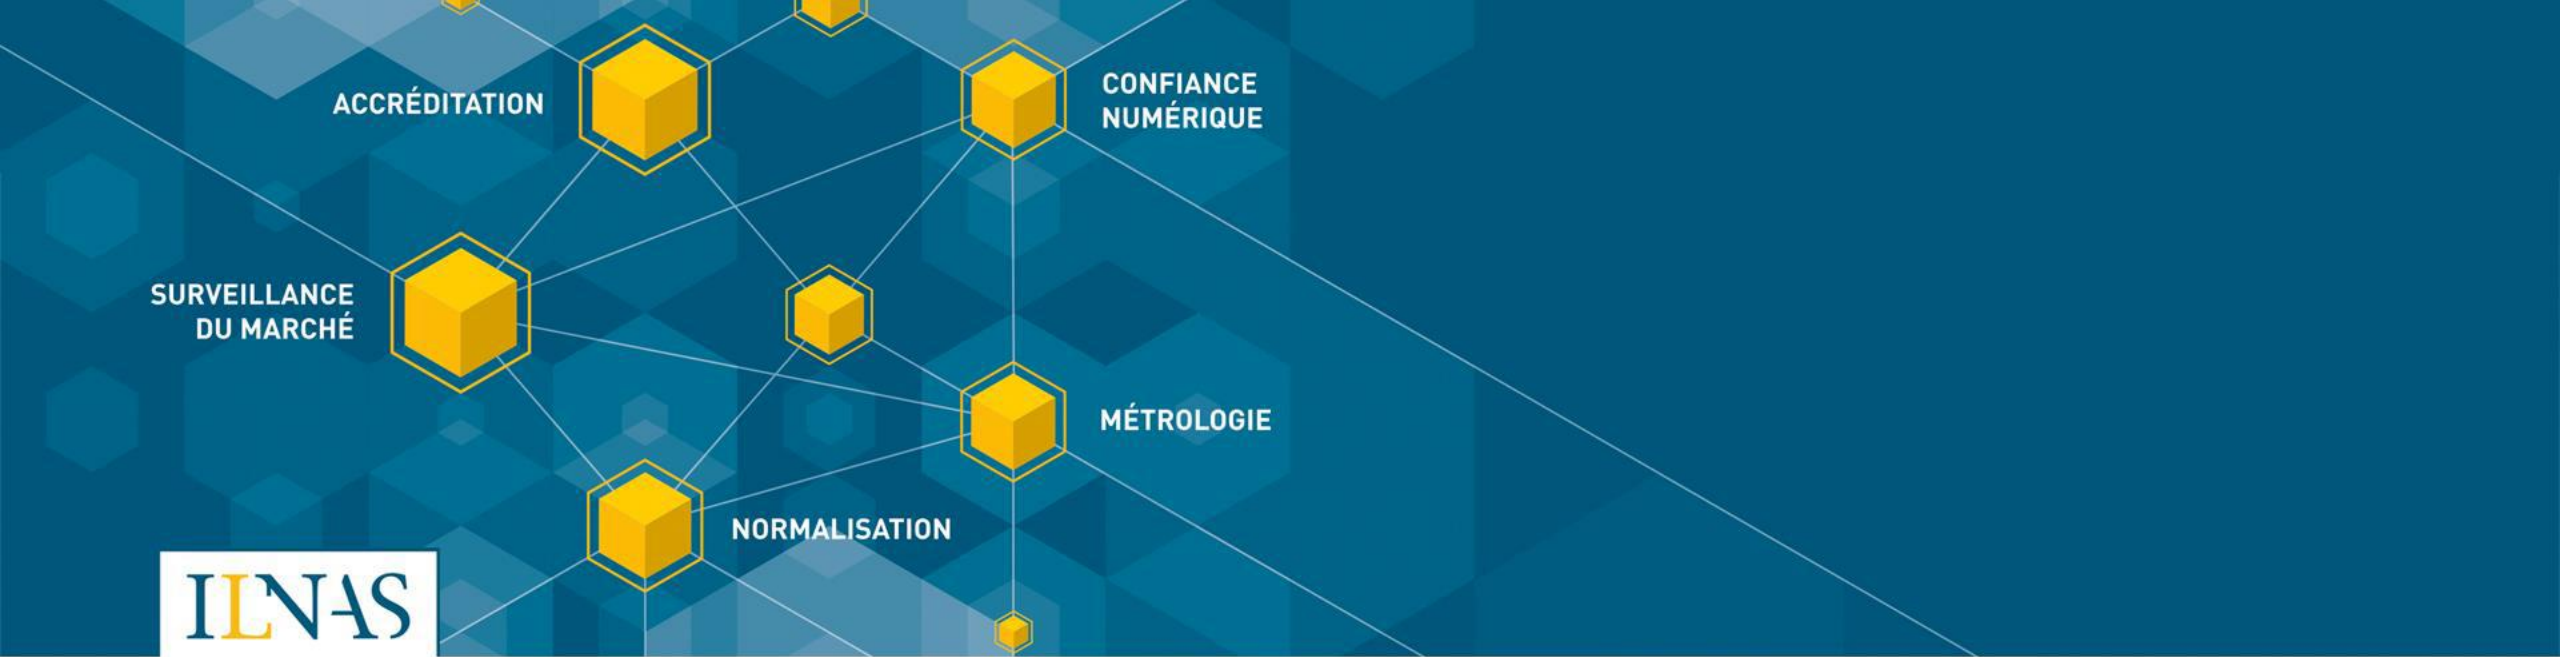 ACCRÉDITATION
CONFIANCE
NUMÉRIQUE
SURVEILLANCE
DU MARCHÉ
MÉTROLOGIE
NORMALISATION
ILNAS